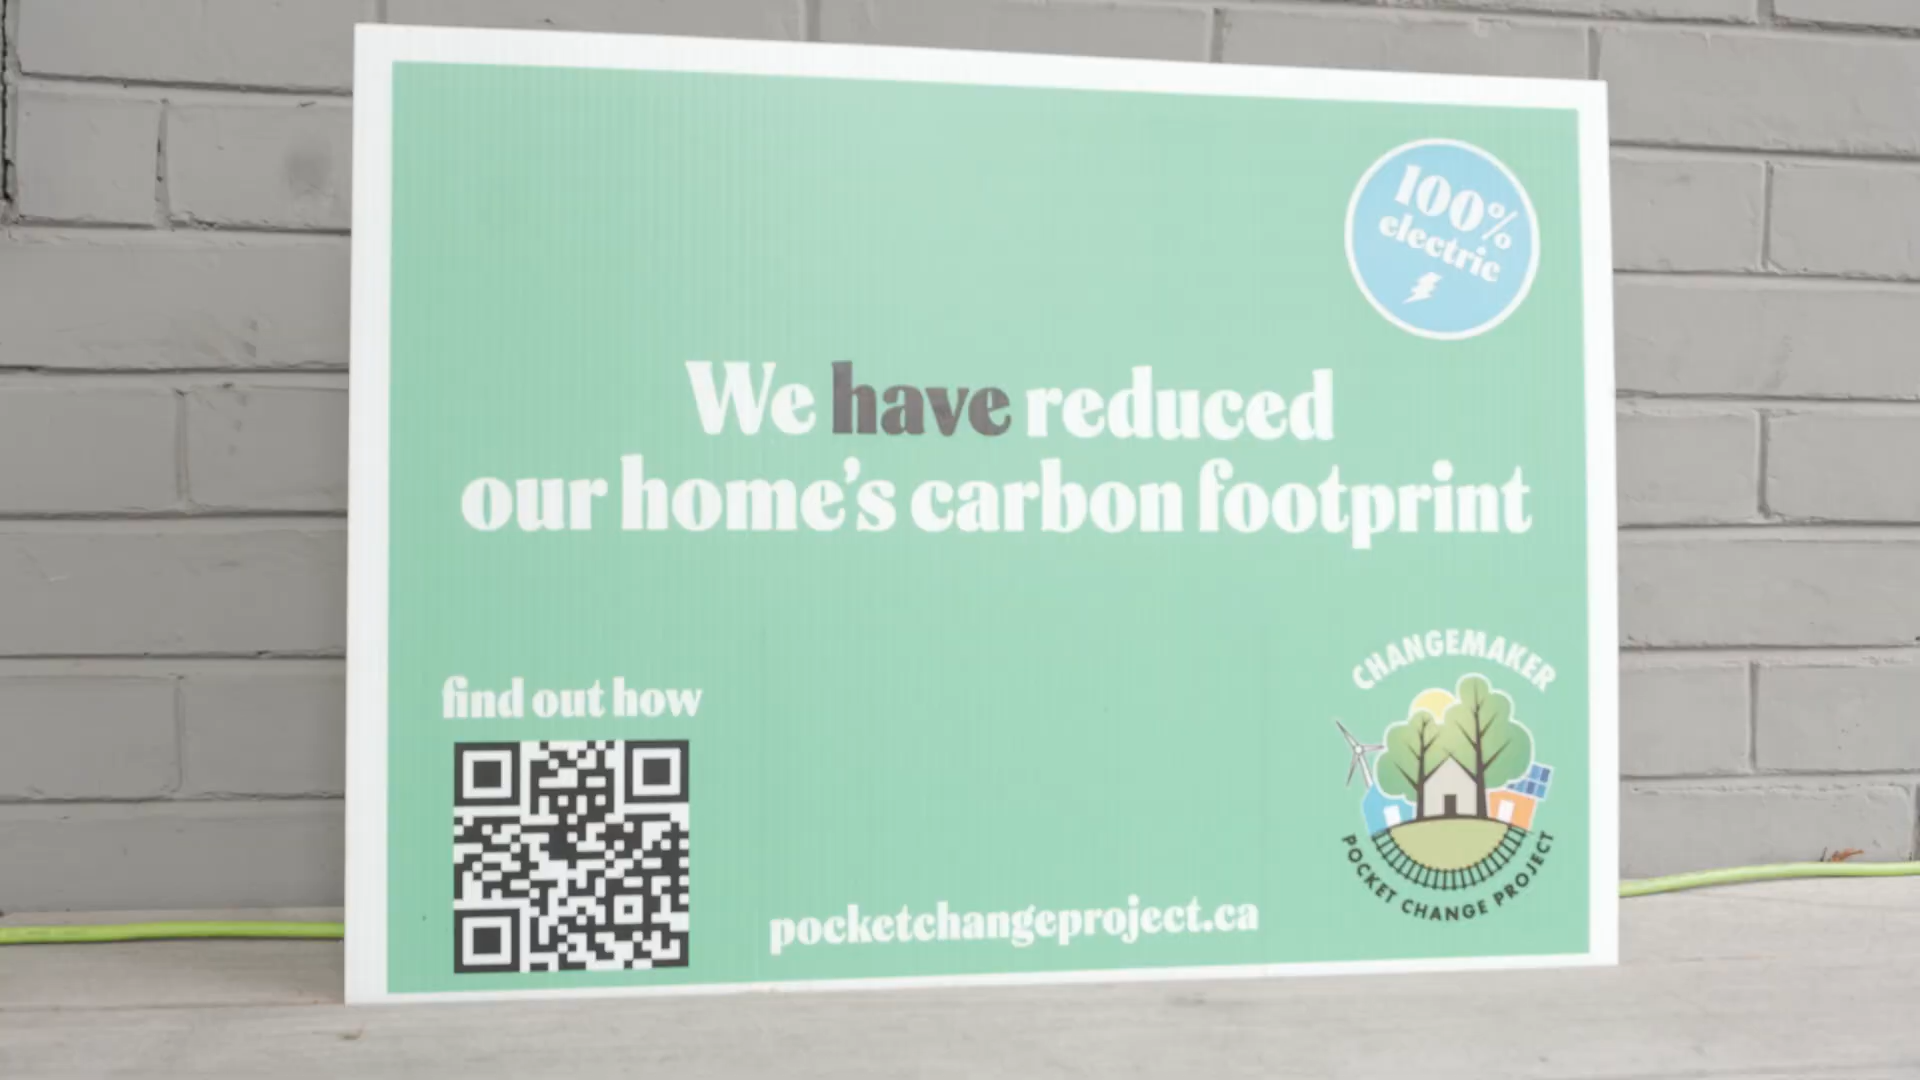 100%
electric
We have reduced
our home's carbon footprint
find out how
pocketchangeproject.ca
CHANGEMAKER
POCKET CHANGE PROJECT